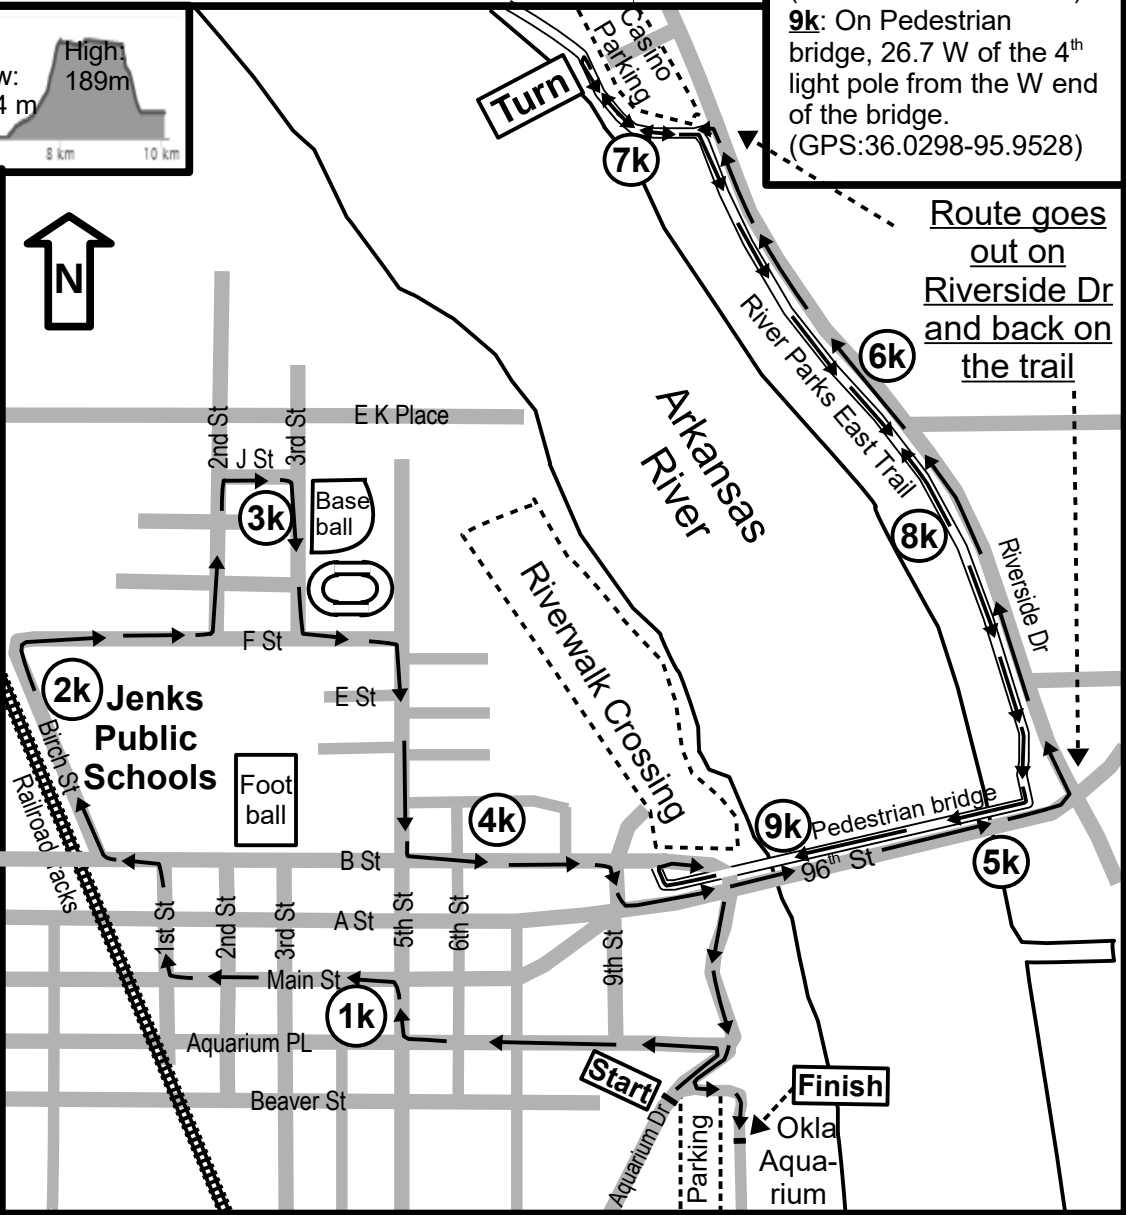 High:
189m
w:
4 m
8 km
10 km
9k: On Pedestrian
bridge, 26.7 W of the 4th
light pole from the W end
of the bridge.
(GPS:36.0298-95.9528)
Casino
Parking
Turn
7k
N
Route goes
out on
Riverside Dr
and back on
the trail
6k
River Parks East Trail
Arkansas
River
E K Place
2nd St
3rd St
J St
3k
Base
ball
8k
Riverside Dr
Riverwalk Crossing
F St
2k
Jenks
Public
Schools
E St
Birch St
Railroad Tracks
Foot
ball
4k
9k
Pedestrian bridge
96th St
5k
B St
A St
1st St
2nd St
3rd St
5th St
6th St
9th St
Main St
1k
Aquarium PL
Start
Finish
Beaver St
Aquarium Dr
Parking
Okla
Aqua-
rium